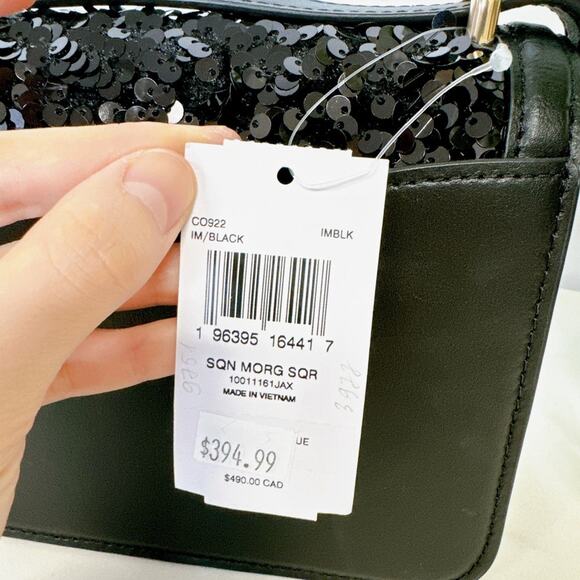 CO922
IM/BLACK IMBLK
1 96395 16441 7
SQN MORG SQR
10011161JAX
MADE IN VIETNAM
UE
$394.99
$490.00 CAD